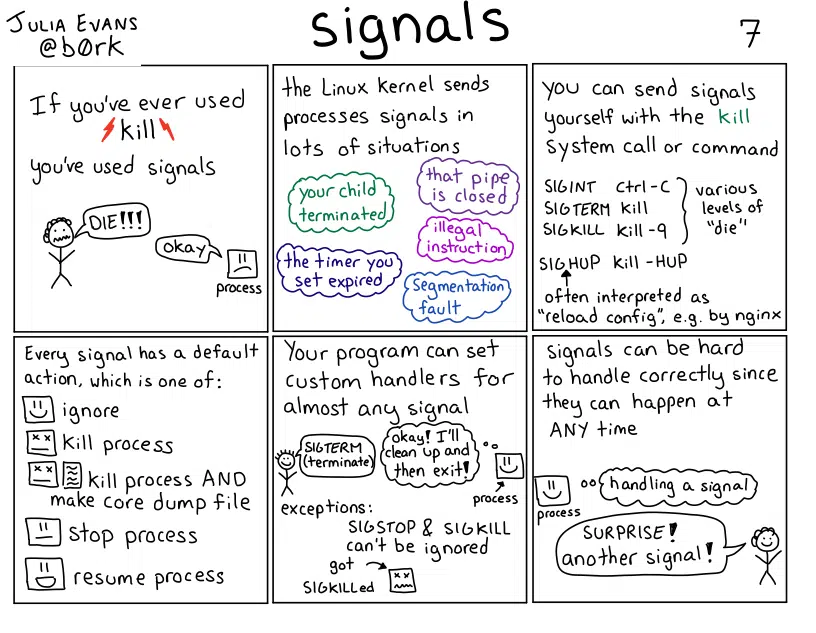 JULIA EVANS
@b0rk
signals
7
If you've ever used
kill
you've used signals
DIE!!!
okay
process
the Linux kernel sends
processes signals in
lots of situations
your child
terminated
that pipe
is closed
illegal
instruction
the timer you
set expired
Segmentation
fault
you can send signals
yourself with the kill
system call or command
SIGINT ctrl-C
SIGTERM kill
SIGKILL kill -9
various
levels of
"die"
SIGHUP kill -HUP
often interpreted as
"reload config", e.g. by nginx
Every signal has a default
action, which is one of:
ignore
kill process
kill process AND
make core dump file
stop process
resume process
Your program can set
custom handlers for
almost any signal
SIGTERM
(terminate)
okay! I'll
clean up and
then exit!
process
exceptions:
SIGSTOP & SIGKILL
can't be ignored
got
SIGKILLed
signals can be hard
to handle correctly since
they can happen at
ANY time
process
handling a signal
SURPRISE!
another signal!